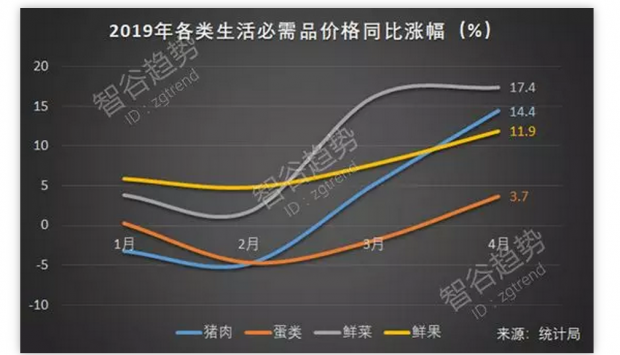 2019年各类生活必需品价格同比涨幅（%）
20
15
10
5
0
-5
-10
17.4
14.4
11.9
3.7
1月
2月
3月
4月
猪肉
蛋类
鲜菜
鲜果
来源：统计局
智谷趋势
ID：zgtrend
智谷趋势
ID：zgtrend
智谷趋势
ID：zgtrend